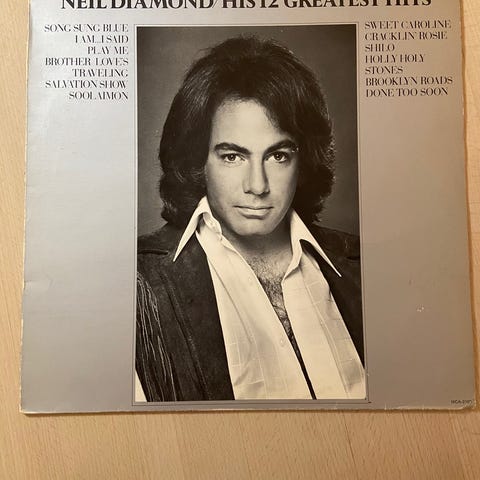 NEIL DIAMOND/HIS 12 GREATEST HITS
SONG SUNG BLUE
I AM...I SAID
PLAY ME
BROTHER LOVE'S
TRAVELING
SALVATION SHOW
SOOLAIMON
SWEET CAROLINE
CRACKLIN' ROSIE
SHILO
HOLLY HOLY
STONES
BROOKLYN ROADS
DONE TOO SOON